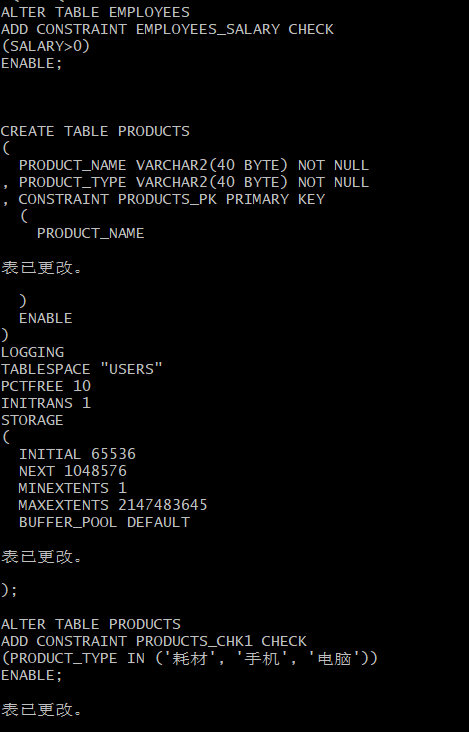 ALTER TABLE EMPLOYEES
ADD CONSTRAINT EMPLOYEES_SALARY CHECK
(SALARY>0)
ENABLE;
CREATE TABLE PRODUCTS
(
  PRODUCT_NAME VARCHAR2(40 BYTE) NOT NULL
, PRODUCT_TYPE VARCHAR2(40 BYTE) NOT NULL
, CONSTRAINT PRODUCTS_PK PRIMARY KEY
  (
    PRODUCT_NAME
表已更改。
  )
  ENABLE
)
LOGGING
TABLESPACE "USERS"
PCTFREE 10
INITRANS 1
STORAGE
(
  INITIAL 65536
  NEXT 1048576
  MINEXTENTS 1
  MAXEXTENTS 2147483645
  BUFFER_POOL DEFAULT
表已更改。
);
ALTER TABLE PRODUCTS
ADD CONSTRAINT PRODUCTS_CHK1 CHECK
(PRODUCT_TYPE IN ('耗材', '手机', '电脑'))
ENABLE;
表已更改。